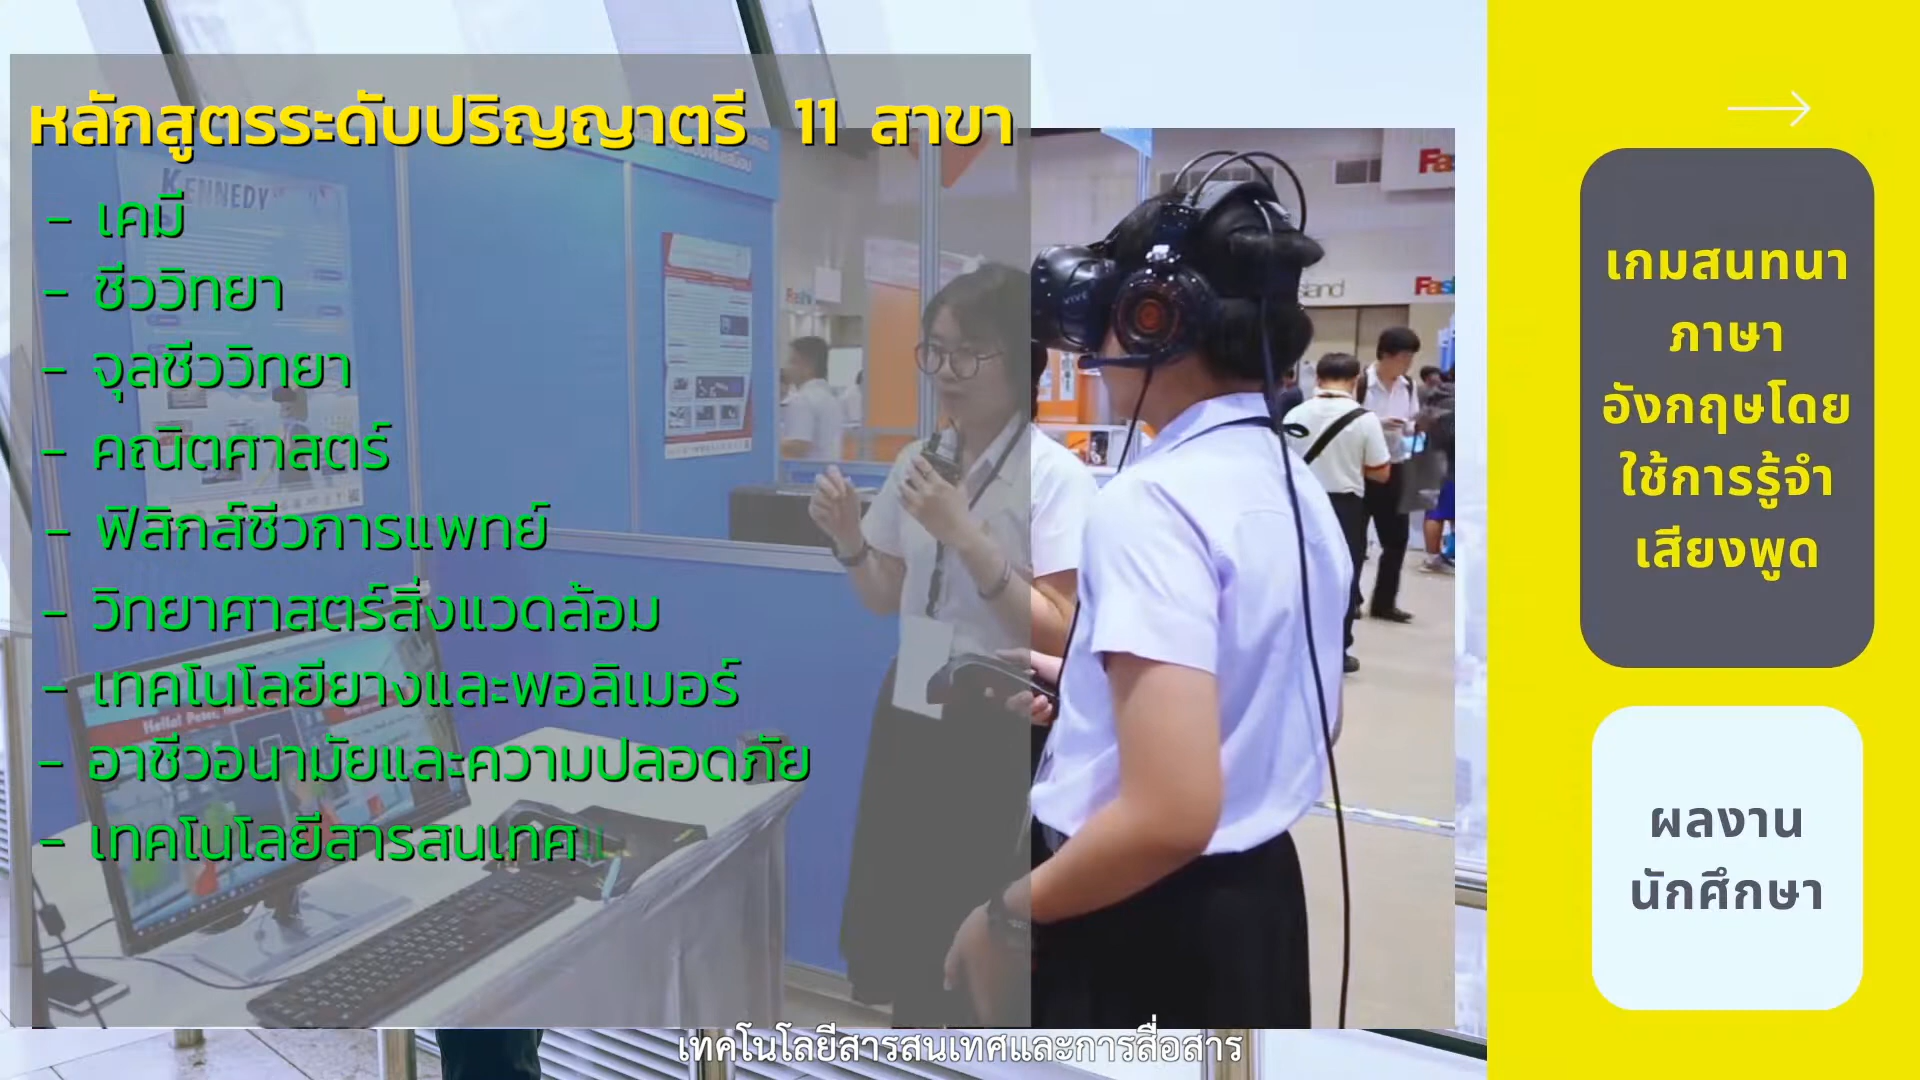 หลักสูตรระดับปริญญาตรี 11 สาขา
- เคมี
- ชีววิทยา
- จุลชีววิทยา
- คณิตศาสตร์
- ฟิสิกส์ชีวการแพทย์
- วิทยาศาสตร์สิ่งแวดล้อม
- เทคโนโลยียางและพอลิเมอร์
- อาชีวอนามัยและความปลอดภัย
- เทคโนโลยีสารสนเทศแ
KENNEDY
Hello! Peter,
VIVE
Fas
island
Fas
เกมสนทนา
ภาษา
อังกฤษโดย
ใช้การรู้จำ
เสียงพูด
ผลงาน
นักศึกษา
เทคโนโลยีสารสนเทศและการสื่อสาร